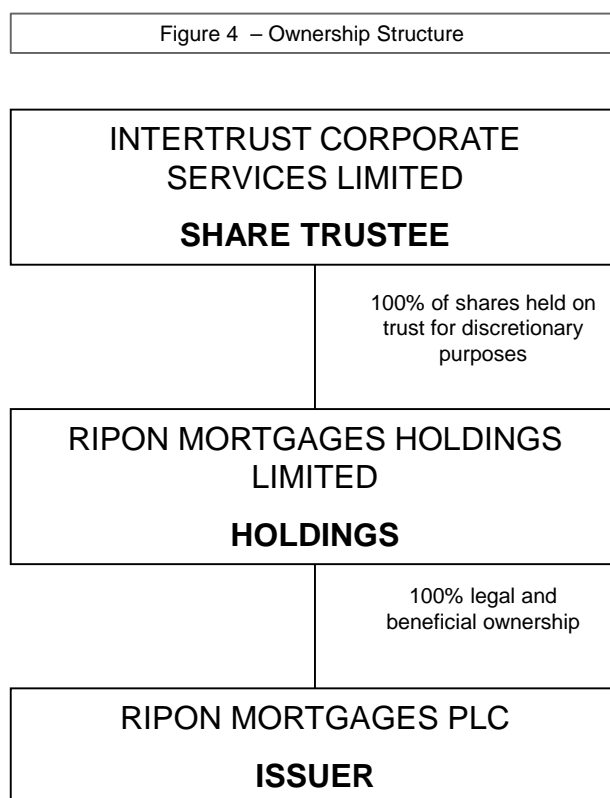 Figure 4 – Ownership Structure
INTERTRUST CORPORATE
SERVICES LIMITED
SHARE TRUSTEE
100% of shares held on
trust for discretionary
purposes
RIPON MORTGAGES HOLDINGS
LIMITED
HOLDINGS
100% legal and
beneficial ownership
RIPON MORTGAGES PLC
ISSUER